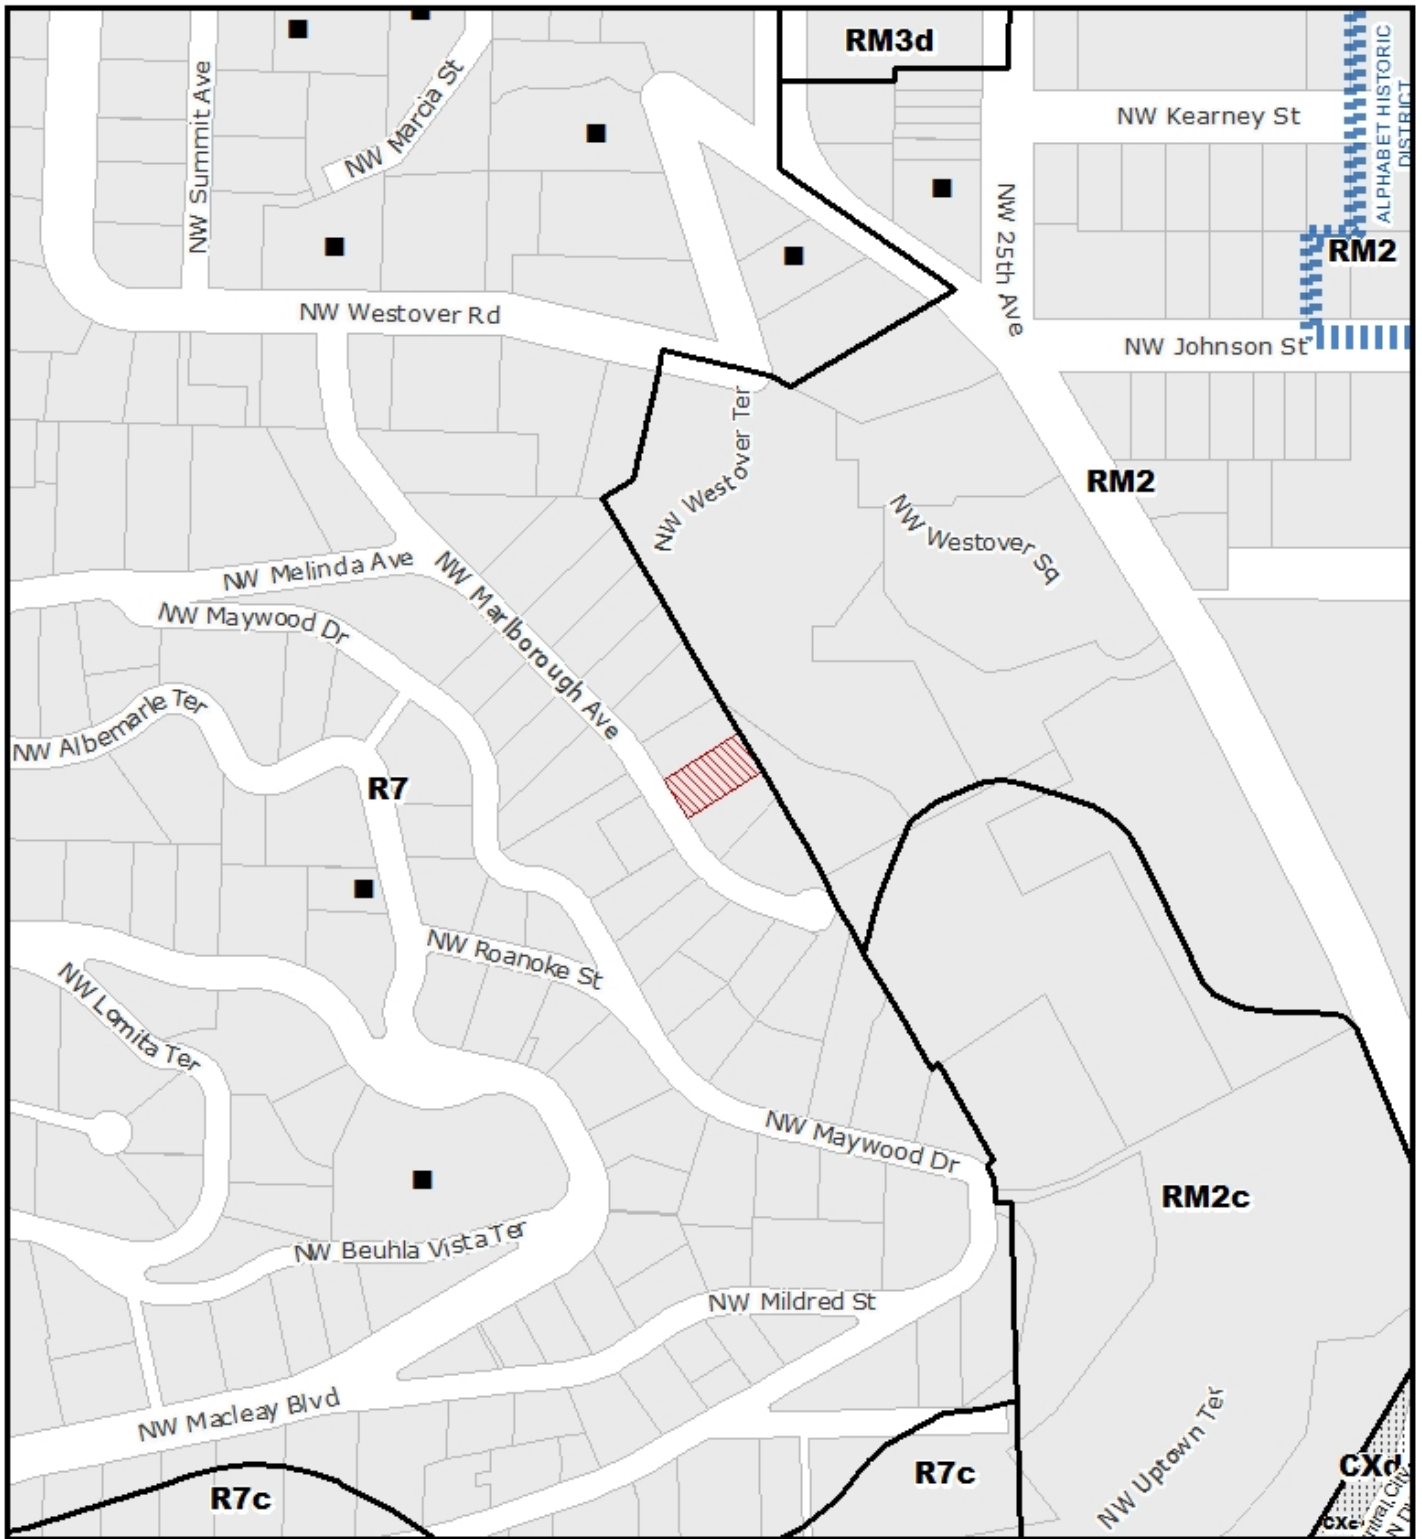 RM3d
NW Kearney St
ALPHABET HISTORIC
DISTRICT
NW Marcia St
NW Summit Ave
NW 25th Ave
RM2
NW Westover Rd
NW Johnson St
NW Westover Ter
RM2
NW Westover Sq
NW Melinda Ave
NW Marlborough Ave
NW Maywood Dr
NW Albemarle Ter
R7
NW Roanoke St
NW Lomita Ter
NW Maywood Dr
RM2c
NW Beuhla Vista Ter
NW Mildred St
NW Macleay Blvd
NW Uptown Ter
CXd
R7c
R7c